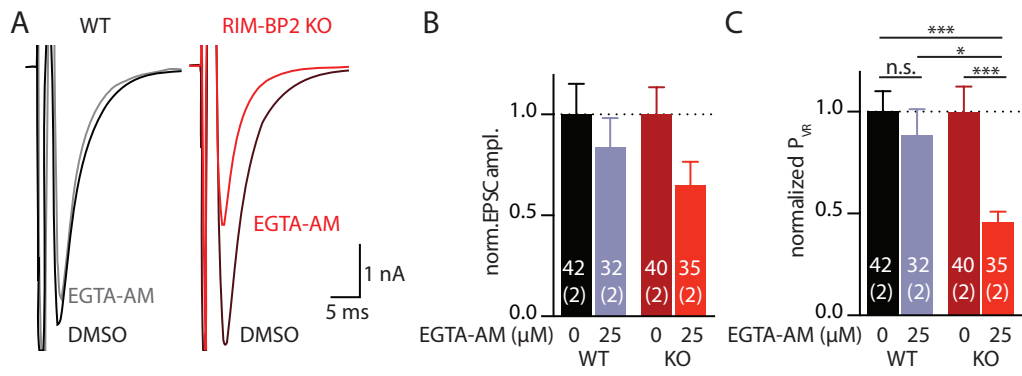 A
WT
RIM-BP2 KO
EGTA-AM
DMSO
EGTA-AM
DMSO
1 nA
5 ms
B
norm.EPSC ampl.
1.0
0.5
0.0
42
(2)
32
(2)
40
(2)
35
(2)
EGTA-AM (μM) 0 25 0 25
WT KO
C
normalized PVR
***
*
n.s.
***
1.0
0.5
0.0
42
(2)
32
(2)
40
(2)
35
(2)
EGTA-AM (μM) 0 25 0 25
WT KO